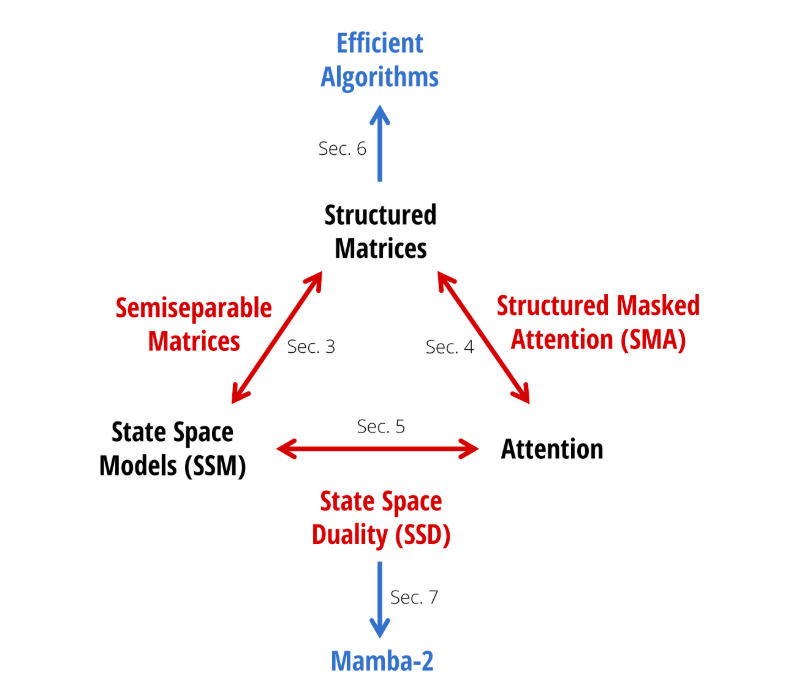 Efficient
Algorithms
Sec. 6
Structured
Matrices
Semiseparable
Matrices
Structured Masked
Attention (SMA)
Sec. 3
Sec. 4
State Space
Models (SSM)
Sec. 5
Attention
State Space
Duality (SSD)
Sec. 7
Mamba-2